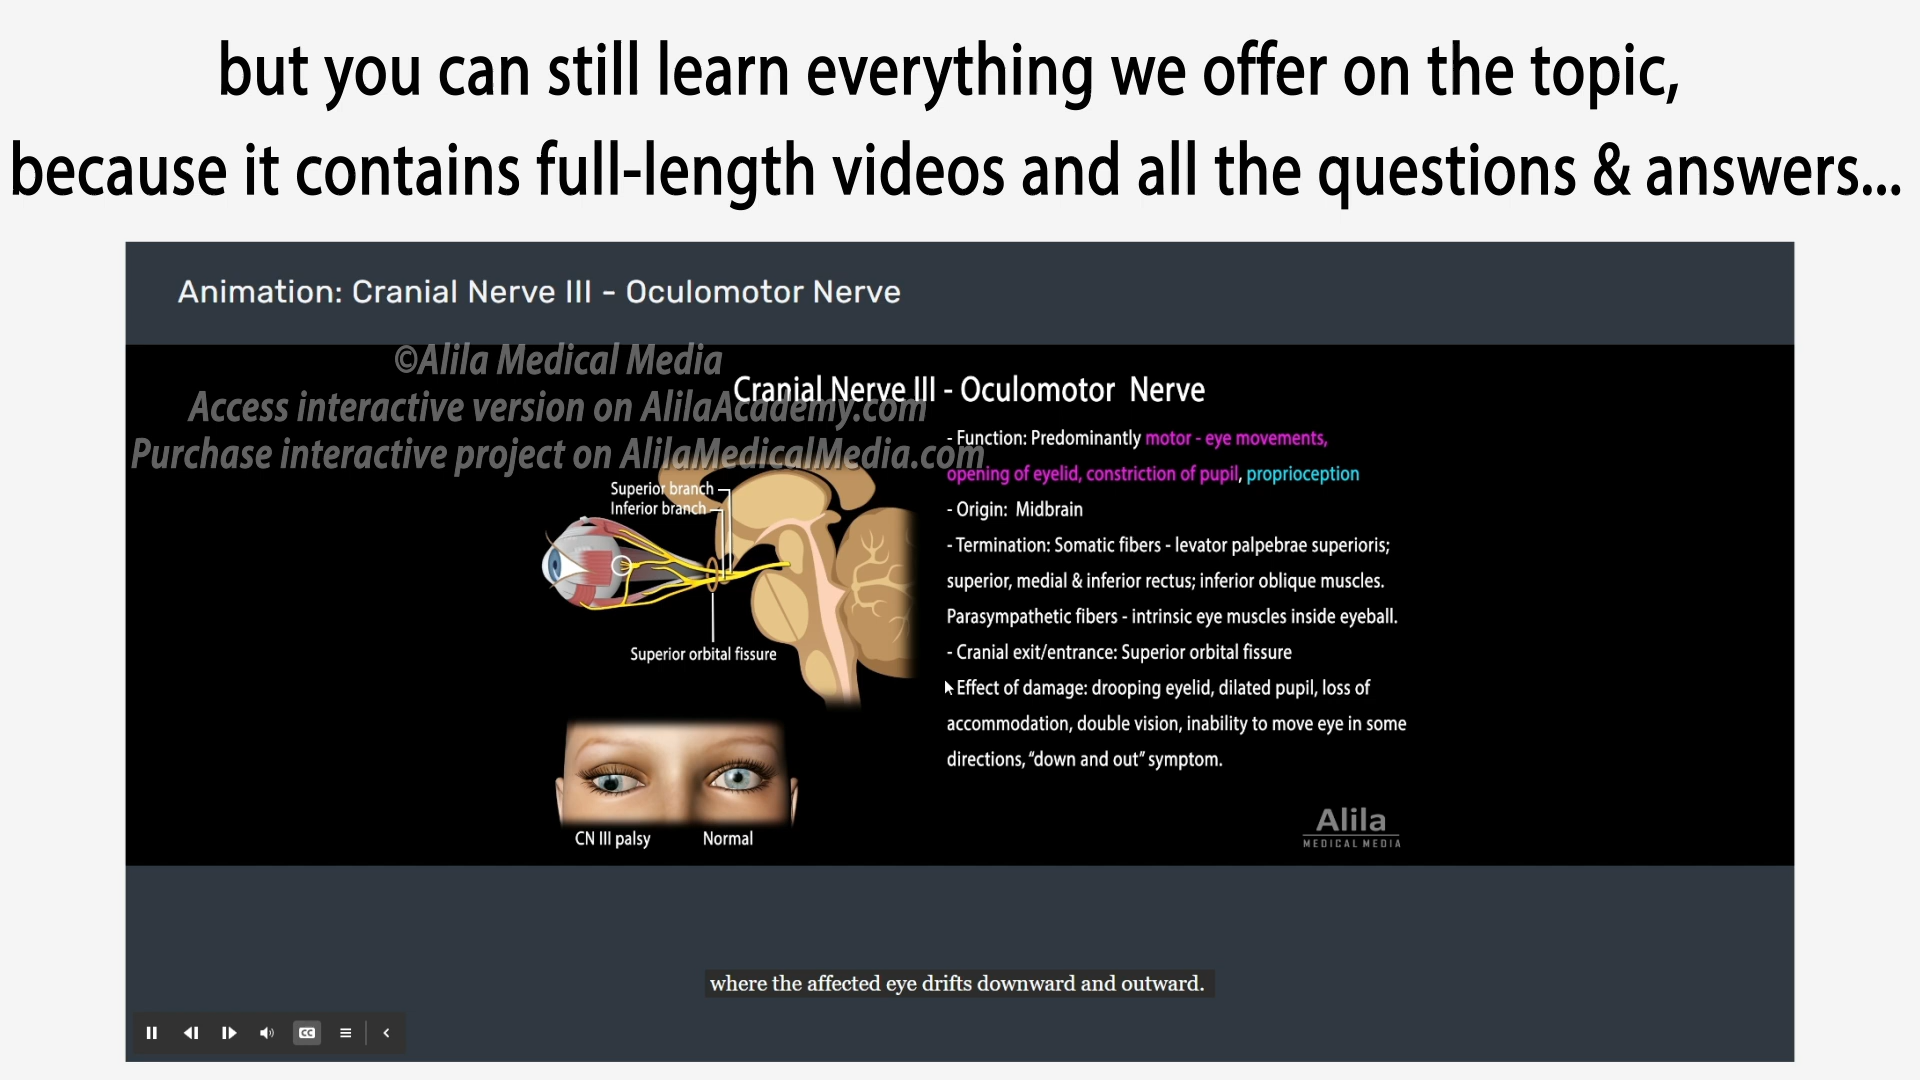 but you can still learn everything we offer on the topic,
because it contains full-length videos and all the questions & answers...
Animation: Cranial Nerve III - Oculomotor Nerve
©Alila Medical Media
Access interactive version on AlilaAcademy.com
Purchase interactive project on AlilaMedicalMedia.com
Cranial Nerve III - Oculomotor Nerve
- Function: Predominantly motor - eye movements,
opening of eyelid, constriction of pupil, proprioception
- Origin: Midbrain
- Termination: Somatic fibers - levator palpebrae superioris;
superior, medial & inferior rectus; inferior oblique muscles.
Parasympathetic fibers - intrinsic eye muscles inside eyeball.
- Cranial exit/entrance: Superior orbital fissure
Effect of damage: drooping eyelid, dilated pupil, loss of
accommodation, double vision, inability to move eye in some
directions, “down and out” symptom.
Superior branch
Inferior branch
Superior orbital fissure
CN III palsy
Normal
Alila
MEDICAL MEDIA
where the affected eye drifts downward and outward.
CC